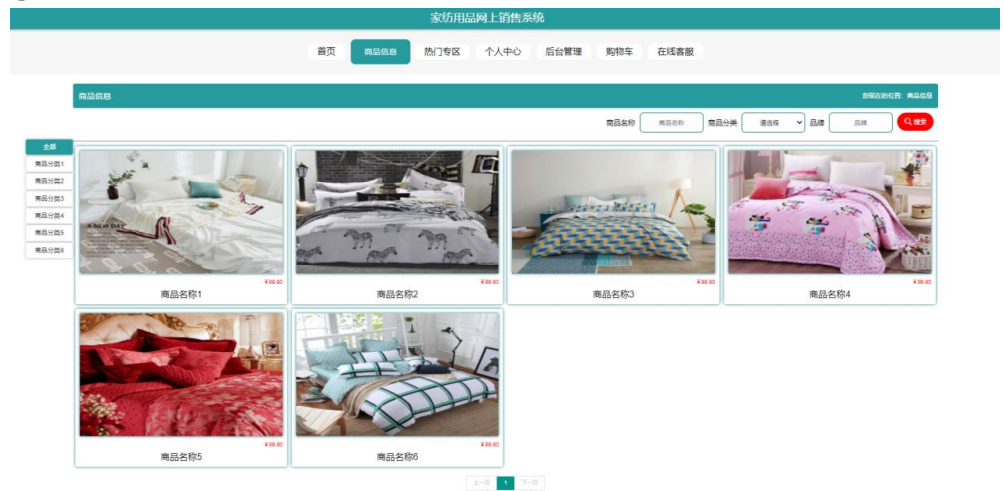 家纺用品网上销售系统
首页 商品信息 热门专区 个人中心 后台管理 购物车 在线客服
商品信息 您现在的位置: 商品信息
商品名称 商品名称 商品分类 请选择 品牌 品牌 搜索
全部
商品分类1
商品分类2
商品分类3
商品分类4
商品分类5
商品分类6
A NEW DAY
¥99.90 ¥99.90 ¥99.90 ¥99.90
商品名称1 商品名称2 商品名称3 商品名称4
¥99.90 ¥99.90
商品名称5 商品名称6
上一页 1 下一页